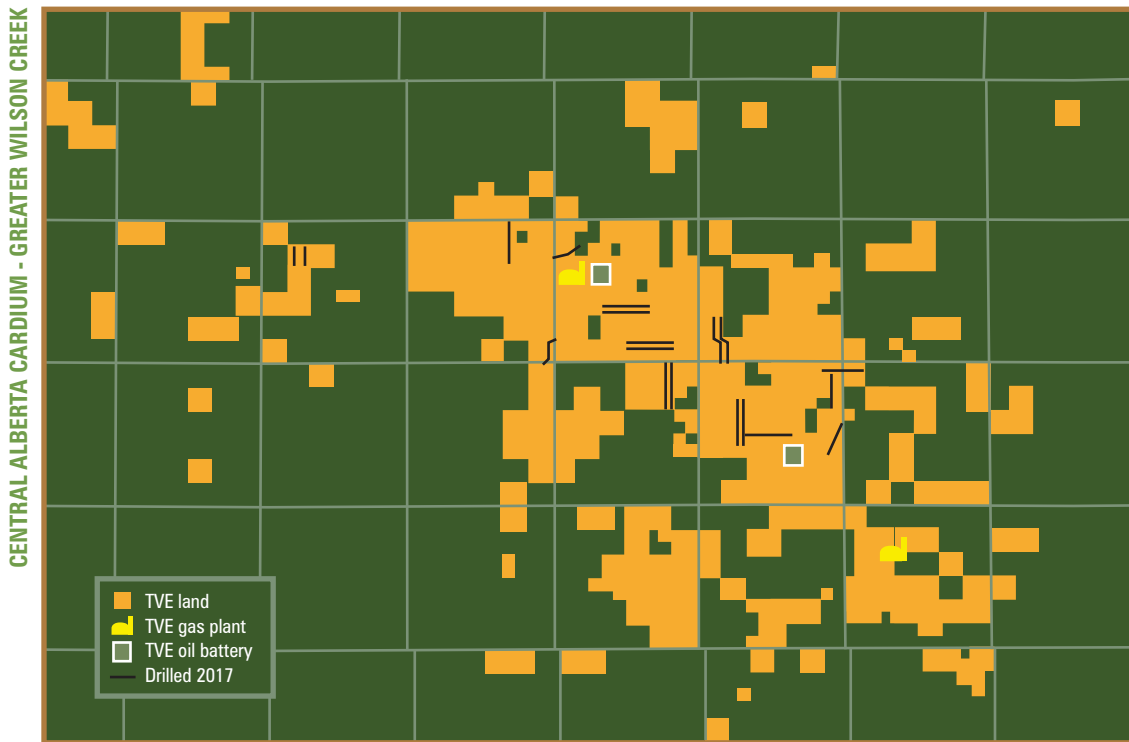 CENTRAL ALBERTA CARDIUM - GREATER WILSON CREEK
TVE land
TVE gas plant
TVE oil battery
Drilled 2017